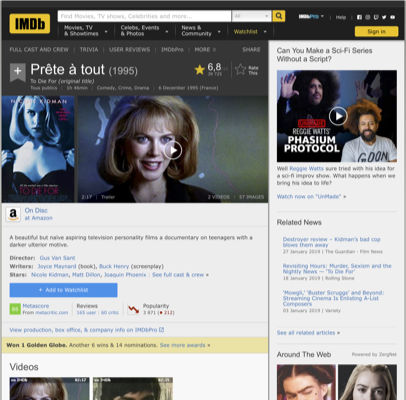 IMDb
Find Movies, TV shows, Celebrities and more...
All
IMDbPro
Help
Movies, TV
& Showtimes
Celebs, Events
& Photos
News &
Community
Watchlist
Sign in
FULL CAST AND CREW | TRIVIA | USER REVIEWS | IMDbPro | MORE
SHARE
Prête à tout (1995)
To Die For (original title)
Tous publics | Comedy, Crime, Drama | 6 December 1995 (France)
6,8
Rate
This
NICOLE KIDMAN
TO DIE FOR
2:17 | Trailer
2 VIDEOS | 57 IMAGES
On Disc
at Amazon
A beautiful but naïve aspiring television personality films a documentary on teenagers with a
darker ulterior motive.
Director: Gus Van Sant
Writers: Joyce Maynard (book), Buck Henry (screenplay)
Stars: Nicole Kidman, Matt Dillon, Joaquin Phoenix | See full cast & crew »
+ Add to Watchlist
Metascore
From metacritic.com
Reviews
165 user | 60 critic
Popularity
3 871 ( 212)
View production, box office, & company info on IMDbPro
Won 1 Golden Globe. Another 6 wins & 14 nominations. See more awards »
Videos
Can You Make a Sci-Fi Series
Without a Script?
REGGIE WATTS'
PHASIUM
PROTOCOL
Well Reggie Watts sure tried with his idea
for a sci-fi improv show. What happens when
we bring his idea to life?
Watch now on "UnMade" »
Related News
Destroyer review – Kidman's bad cop
blows them away
27 January 2019 | The Guardian - Film News
Revisiting Hours: Murder, Sexism and the
Nightly News — 'To Die For'
18 January 2019 | Rolling Stone
'Mowgli,' 'Buster Scruggs' and Beyond:
Streaming Cinema Is Enticing A-List
Composers
03 January 2019 | Variety
See all related articles »
Around The Web
Powered by ZergNet